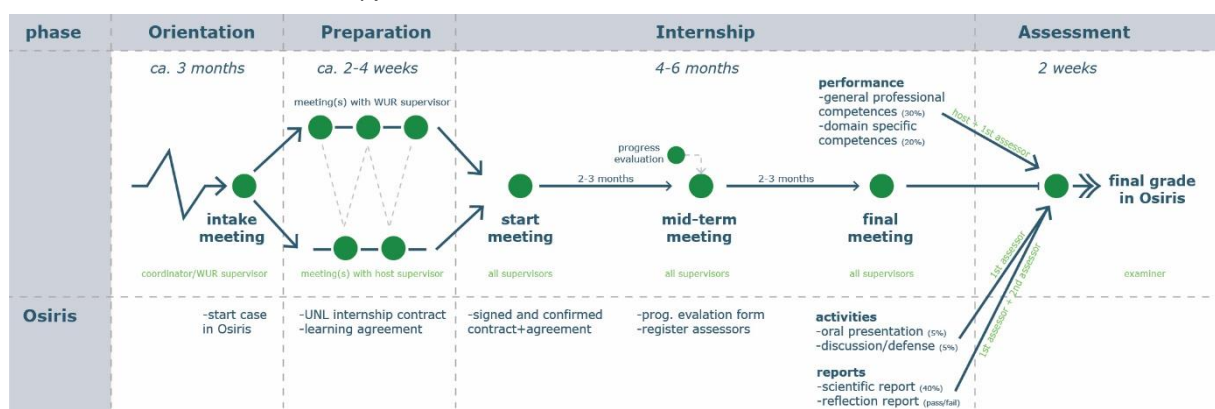 phase
Orientation
Preparation
Internship
Assessment
ca. 3 months
ca. 2-4 weeks
4-6 months
2 weeks
performance
-general professional
competences (30%)
-domain specific
competences (20%)
host + 1st assessor
meeting(s) with WUR supervisor
progress
evaluation
2-3 months
2-3 months
intake
meeting
start
meeting
mid-term
meeting
final
meeting
final grade
in Osiris
coordinator/WUR supervisor
meeting(s) with host supervisor
all supervisors
all supervisors
all supervisors
examiner
1st assessor
1st assessor + 2nd assessor
Osiris
-start case
in Osiris
-UNL internship contract
-learning agreement
-signed and confirmed
contract+agreement
-prog. evalation form
-register assessors
activities
-oral presentation (5%)
-discussion/defense (5%)
reports
-scientific report (40%)
-reflection report (pass/fail)